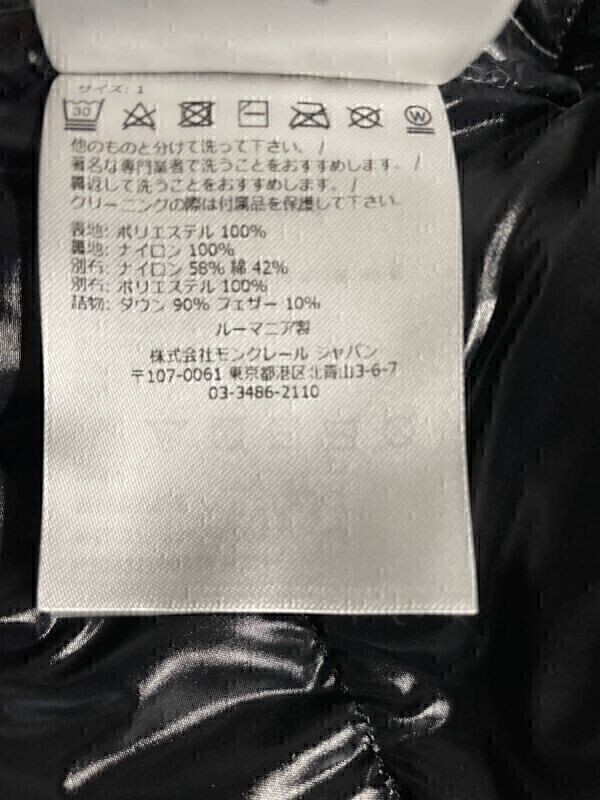 サイズ: 1
30 W
他のものと分けて洗って下さい。/
著名な専門業者で洗うことをおすすめします。/
裏返して洗うことをおすすめします。/
クリーニングの際は付属品を保護して下さい。
表地: ポリエステル 100%
裏地: ナイロン 100%
別布: ナイロン 58% 綿 42%
別布: ポリエステル 100%
詰物: ダウン 90% フェザー 10%
ルーマニア製
株式会社モンクレール ジャパン
〒107-0061 東京都港区北青山3-6-7
03-3486-2110